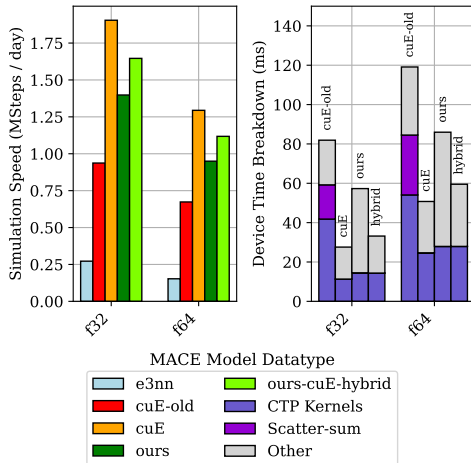 Simulation Speed (MSteps / day)
1.75
1.50
1.25
1.00
0.75
0.50
0.25
0.00
f32
f64
Device Time Breakdown (ms)
140
120
100
80
60
40
20
0
cuE-old
cuE
ours
hybrid
cuE-old
cuE
ours
hybrid
f32
f64
MACE Model Datatype
e3nn
cuE-old
cuE
ours
ours-cuE-hybrid
CTP Kernels
Scatter-sum
Other